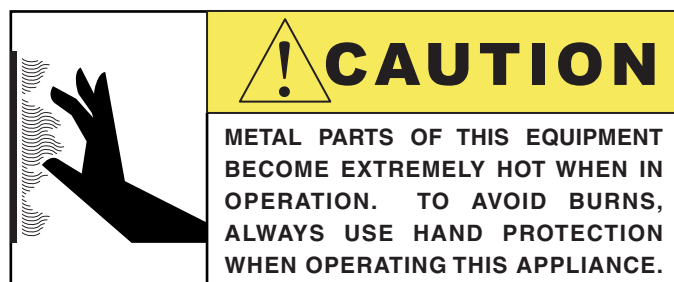 CAUTION
METAL PARTS OF THIS EQUIPMENT
BECOME EXTREMELY HOT WHEN IN
OPERATION. TO AVOID BURNS,
ALWAYS USE HAND PROTECTION
WHEN OPERATING THIS APPLIANCE.